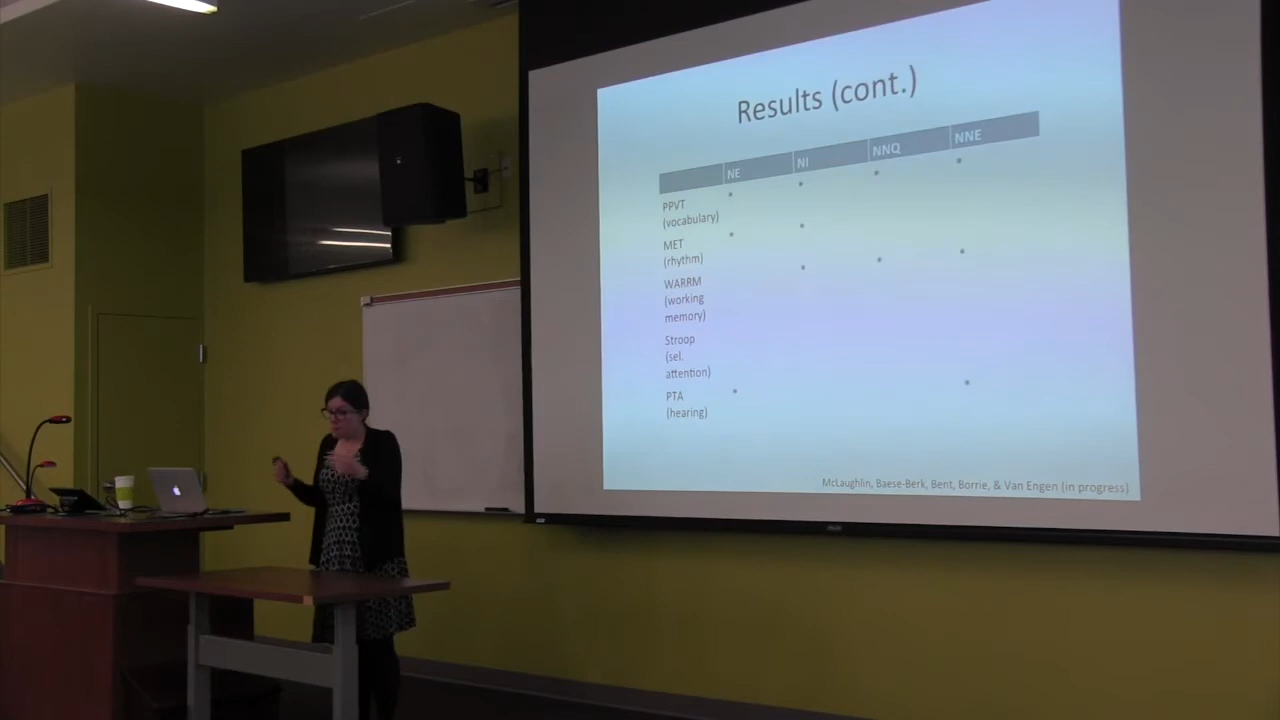 Results (cont.)
NE NI NNQ NNE
PPVT
(vocabulary)
* * * *
MET
(rhythm)
* *
WARRM
(working
memory)
* * *
Stroop
(sel.
attention)
PTA
(hearing)
* *
McLaughlin, Baese-Berk, Bent, Borrie, & Van Engen (in progress)